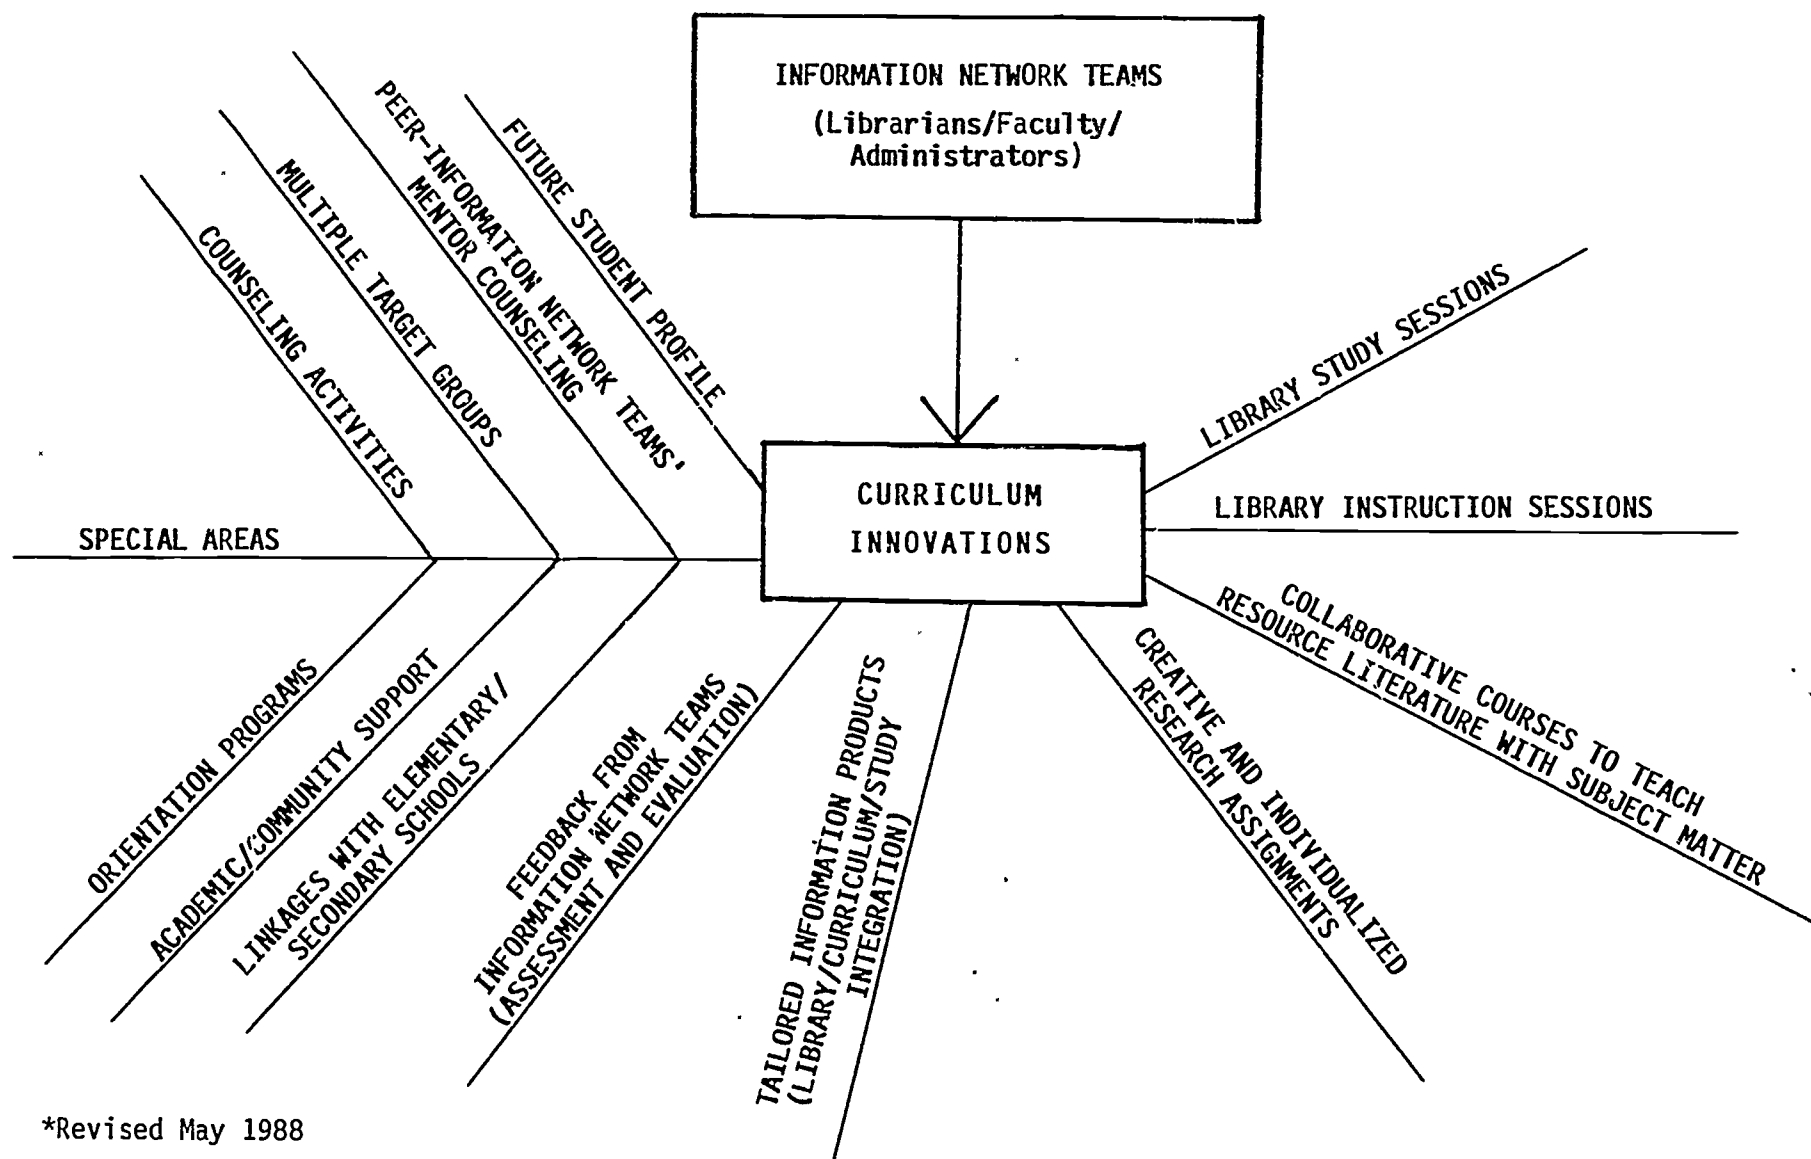 INFORMATION NETWORK TEAMS
(Librarians/Faculty/
Administrators)
PEER-INFORMATION NETWORK TEAMS'
MENTOR COUNSELING
FUTURE STUDENT PROFILE
MULTIPLE TARGET GROUPS
COUNSELING ACTIVITIES
SPECIAL AREAS
CURRICULUM
INNOVATIONS
LIBRARY STUDY SESSIONS
LIBRARY INSTRUCTION SESSIONS
COLLABORATIVE COURSES TO TEACH
RESOURCE LITERATURE WITH SUBJECT MATTER
CREATIVE AND INDIVIDUALIZED
RESEARCH ASSIGNMENTS
ORIENTATION PROGRAMS
ACADEMIC/COMMUNITY SUPPORT
LINKAGES WITH ELEMENTARY/
SECONDARY SCHOOLS
FEEDBACK FROM
INFORMATION NETWORK TEAMS
(ASSESSMENT AND EVALUATION)
TAILORED INFORMATION PRODUCTS
(LIBRARY/CURRICULUM/STUDY
INTEGRATION)
*Revised May 1988